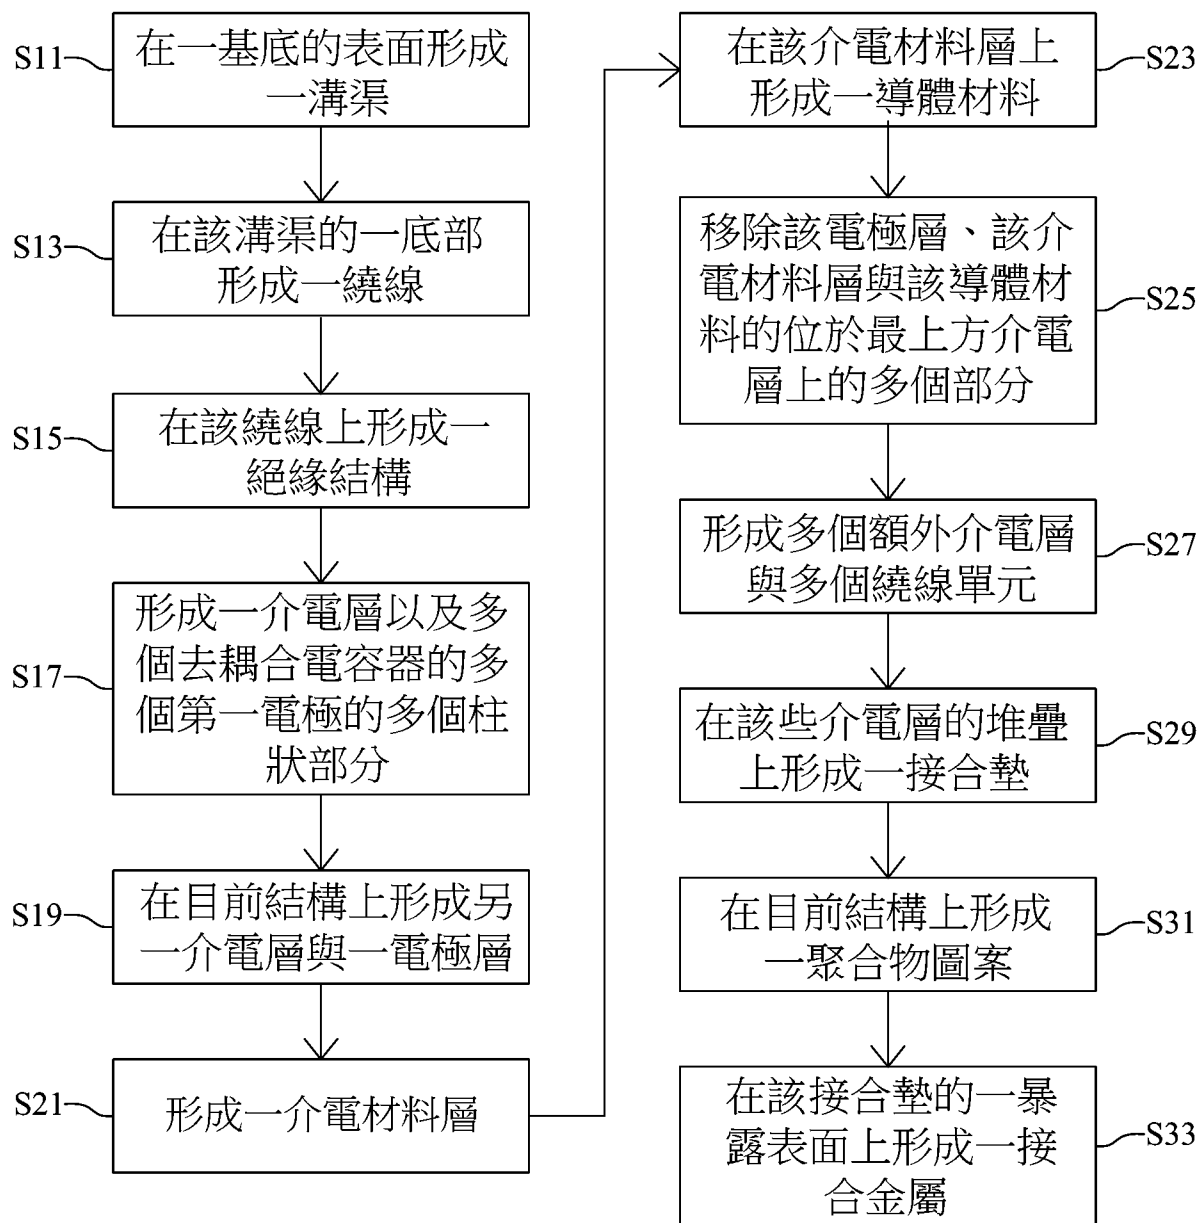 S11
在一基底的表面形成
一溝渠
S13
在該溝渠的一底部
形成一繞線
S15
在該繞線上形成一
絕緣結構
S17
形成一介電層以及多
個去耦合電容器的多
個第一電極的多個柱
狀部分
S19
在目前結構上形成另
一介電層與一電極層
S21
形成一介電材料層
S23
在該介電材料層上
形成一導體材料
S25
移除該電極層、該介
電材料層與該導體材
料的位於最上方介電
層上的多個部分
S27
形成多個額外介電層
與多個繞線單元
S29
在該些介電層的堆疊
上形成一接合墊
S31
在目前結構上形成
一聚合物圖案
S33
在該接合墊的一暴
露表面上形成一接
合金屬